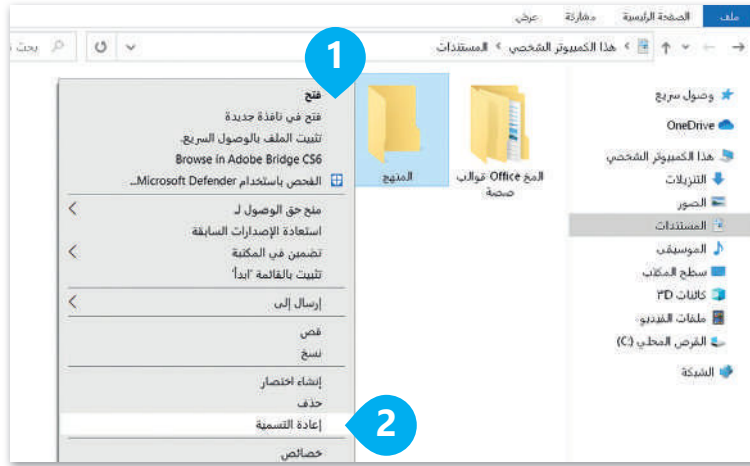 ملف الصفحة الرئيسية مشاركة عرض
هذا الكمبيوتر الشخصي > المستندات
بحث
وصول سريع
OneDrive
هذا الكمبيوتر الشخصي
التنزيلات
الصور
المستندات
الموسيقى
سطح المكتب
كائنات ٣D
ملفات الفيديو
القرص المحلي (C:)
الشبكة
المخ Office قوالب
صصة
المنهج
1
فتح
فتح في نافذة جديدة
تثبيت الملف بالوصول السريع.
Browse in Adobe Bridge CS6
الفحص باستخدام Microsoft Defender...
منح حق الوصول لـ
استعادة الإصدارات السابقة
تضمين في المكتبة
تثبيت بالقائمة "ابدأ"
إرسال إلى
قص
نسخ
إنشاء اختصار
حذف
إعادة التسمية
2
خصائص